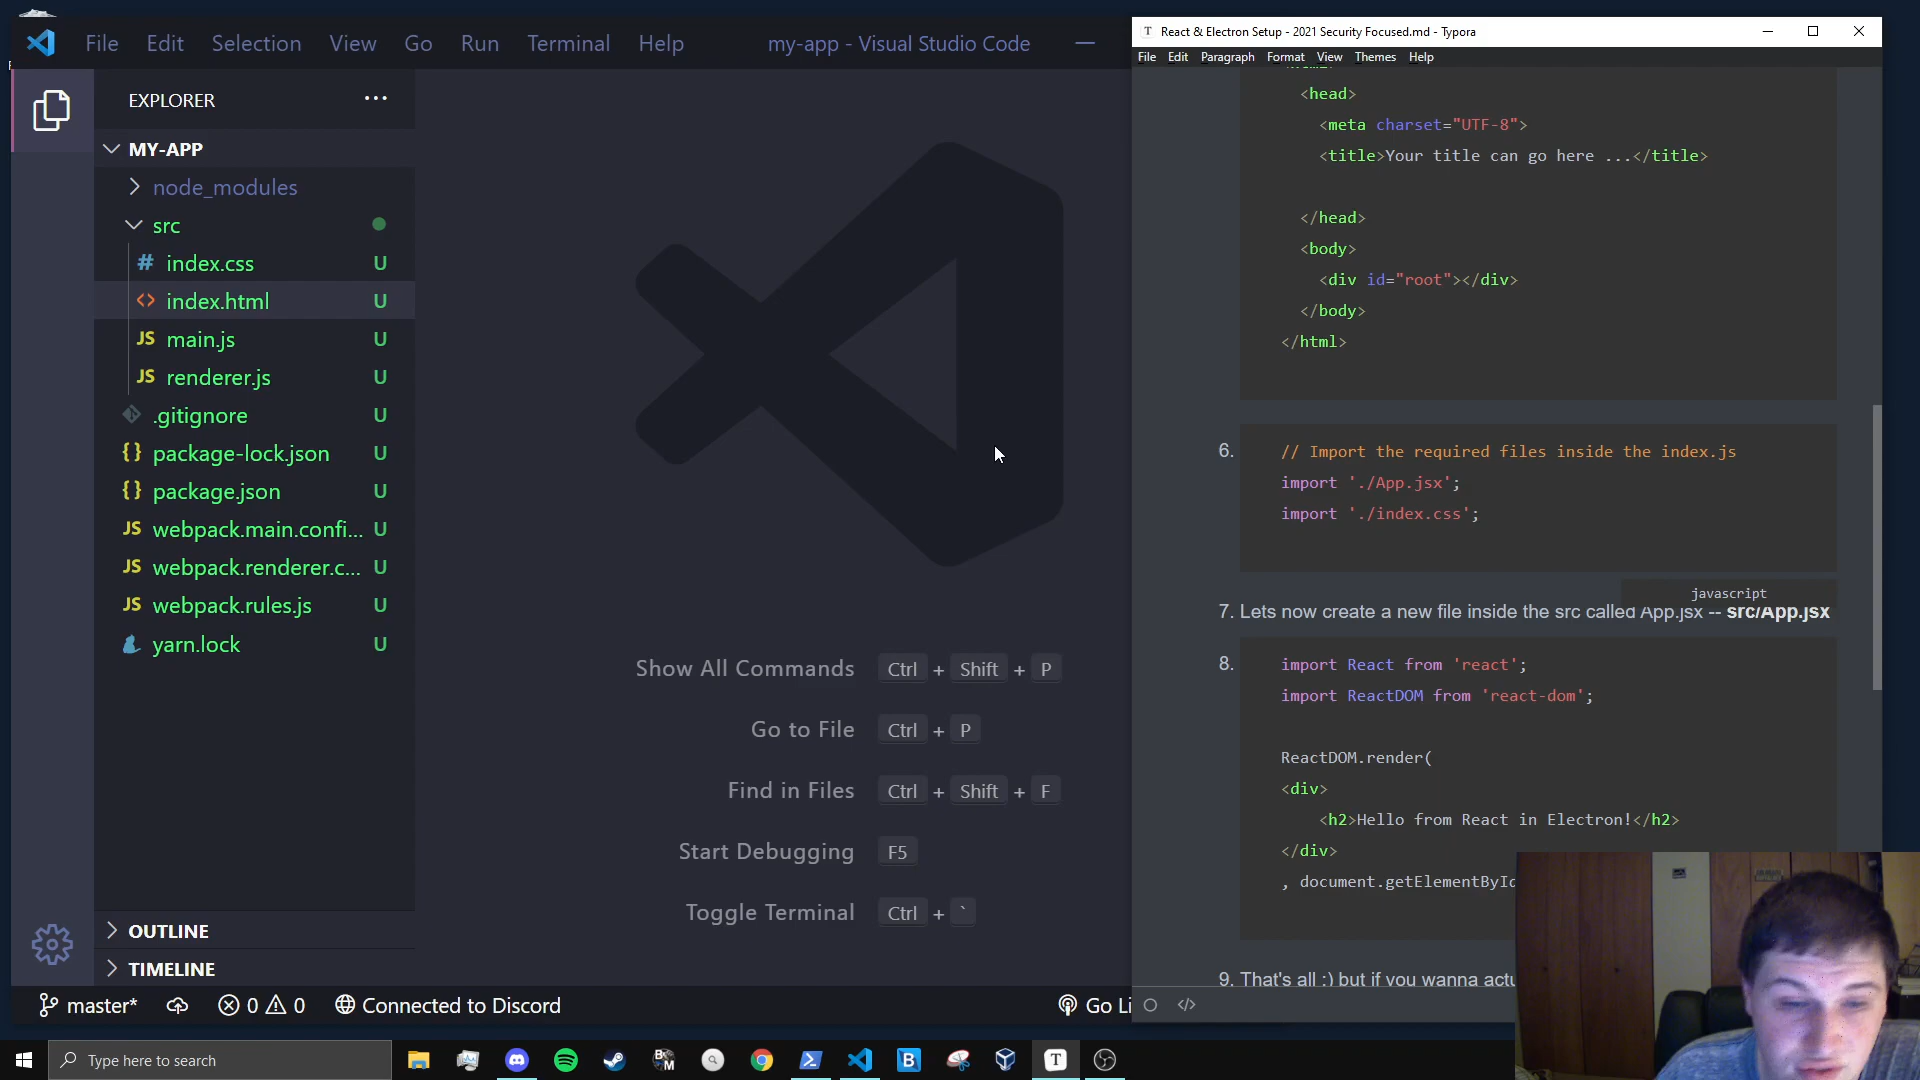 File Edit Selection View Go Run Terminal Help my-app - Visual Studio Code
EXPLORER
MY-APP
node_modules
src
# index.css U
<> index.html U
JS main.js U
JS renderer.js U
.gitignore U
{} package-lock.json U
{} package.json U
JS webpack.main.confi... U
JS webpack.renderer.c... U
JS webpack.rules.js U
yarn.lock U
OUTLINE
TIMELINE
Show All Commands Ctrl + Shift + P
Go to File Ctrl + P
Find in Files Ctrl + Shift + F
Start Debugging F5
Toggle Terminal Ctrl + `
master* 0 0 Connected to Discord Go Li
T React & Electron Setup - 2021 Security Focused.md - Typora
File Edit Paragraph Format View Themes Help
<head>
<meta charset="UTF-8">
<title>Your title can go here ...</title>
</head>
<body>
<div id="root"></div>
</body>
</html>
6. // Import the required files inside the index.js
import './App.jsx';
import './index.css';
javascript
7. Lets now create a new file inside the src called App.jsx -- src/App.jsx
8. import React from 'react';
import ReactDOM from 'react-dom';
ReactDOM.render(
<div>
<h2>Hello from React in Electron!</h2>
</div>
, document.getElementById
9. That's all :) but if you wanna actu
</>
Type here to search